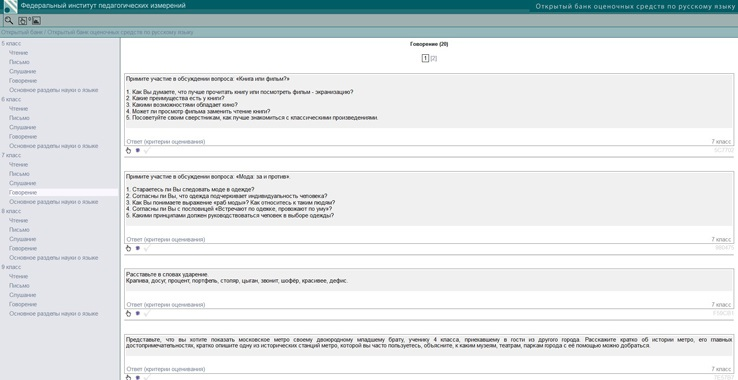 Федеральный институт педагогических измерений
Открытый банк оценочных средств по русскому языку
Открытый банк / Открытый банк оценочных средств по русскому языку
5 класс
Чтение
Письмо
Слушание
Говорение
Основные разделы науки о языке
6 класс
Чтение
Письмо
Слушание
Говорение
Основные разделы науки о языке
7 класс
Чтение
Письмо
Слушание
Говорение
Основные разделы науки о языке
8 класс
Чтение
Письмо
Слушание
Говорение
Основные разделы науки о языке
9 класс
Чтение
Письмо
Слушание
Говорение
Основные разделы науки о языке
Говорение (20)
1 [2]
Примите участие в обсуждении вопроса: «Книга или фильм?»
1. Как Вы думаете, что лучше прочитать книгу или посмотреть фильм - экранизацию?
2. Какие преимущества есть у книги?
3. Какими возможностями обладает кино?
4. Может ли просмотр фильма заменить чтение книги?
5. Посоветуйте своим сверстникам, как лучше знакомиться с классическими произведениями.
Ответ (критерии оценивания) 7 класс
Примите участие в обсуждении вопроса: «Мода: за и против».
1. Стараетесь ли Вы следовать моде в одежде?
2. Согласны ли Вы, что одежда подчеркивает индивидуальность человека?
3. Как Вы понимаете выражение «раб моды»? Как относитесь к таким людям?
4. Согласны ли Вы с пословицей «Встречают по одежке, провожают по уму»?
5. Какими принципами должен руководствоваться человек в выборе одежды?
Ответ (критерии оценивания) 7 класс
Расставьте в словах ударение.
Крапива, досуг, процент, портфель, столяр, цыган, звонит, шофёр, красивее, дефис.
Ответ (критерии оценивания) 7 класс
Представьте, что вы хотите показать московское метро своему двоюродному младшему брату, ученику 4 класса, приехавшему в гости из другого города. Расскажите кратко об истории метро, его главных
достопримечательностях, кратко опишите одну из исторических станций метро, которой вы часто пользуетесь, объясните, к каким музеям, театрам, паркам города с её помощью можно добраться.
Ответ (критерии оценивания) 7 класс